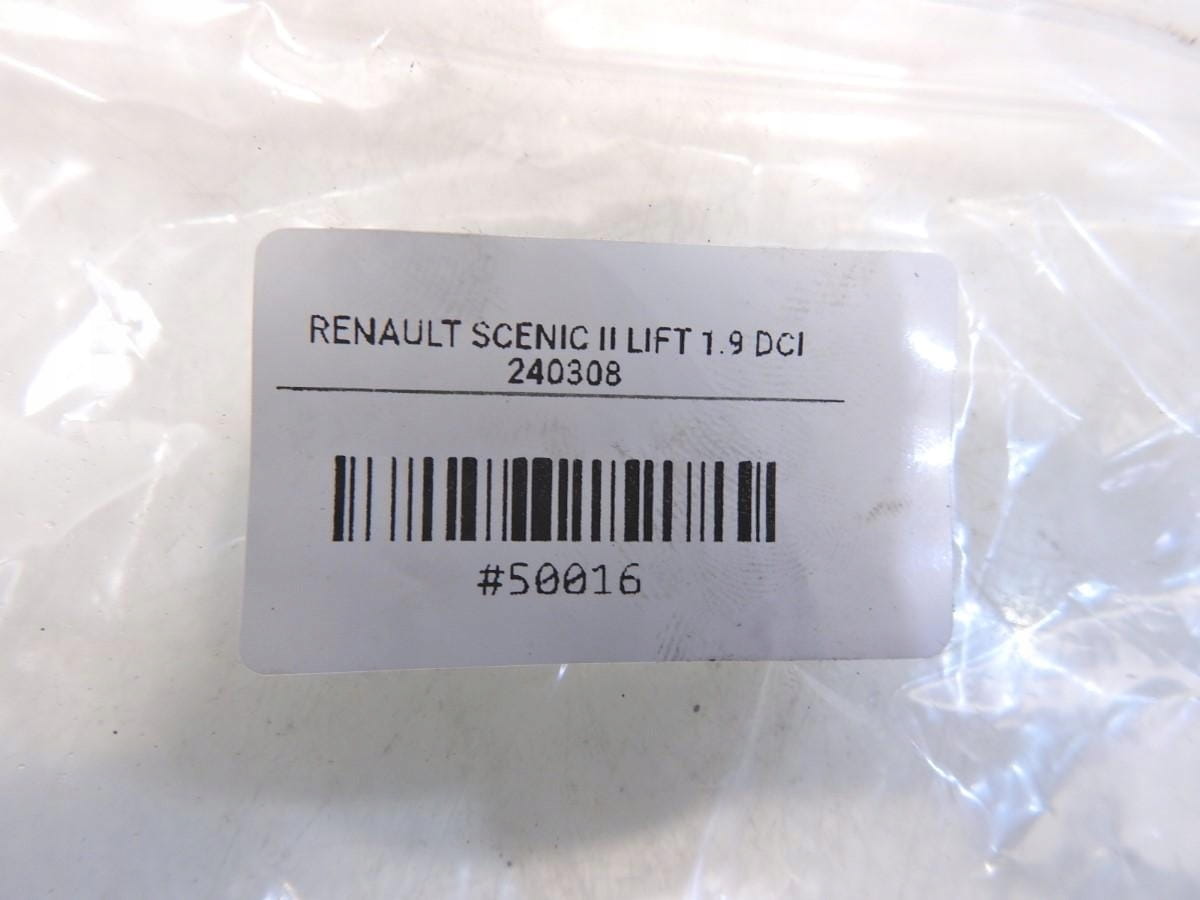 RENAULT SCENIC II LIFT 1.9 DCI
240308
#50016